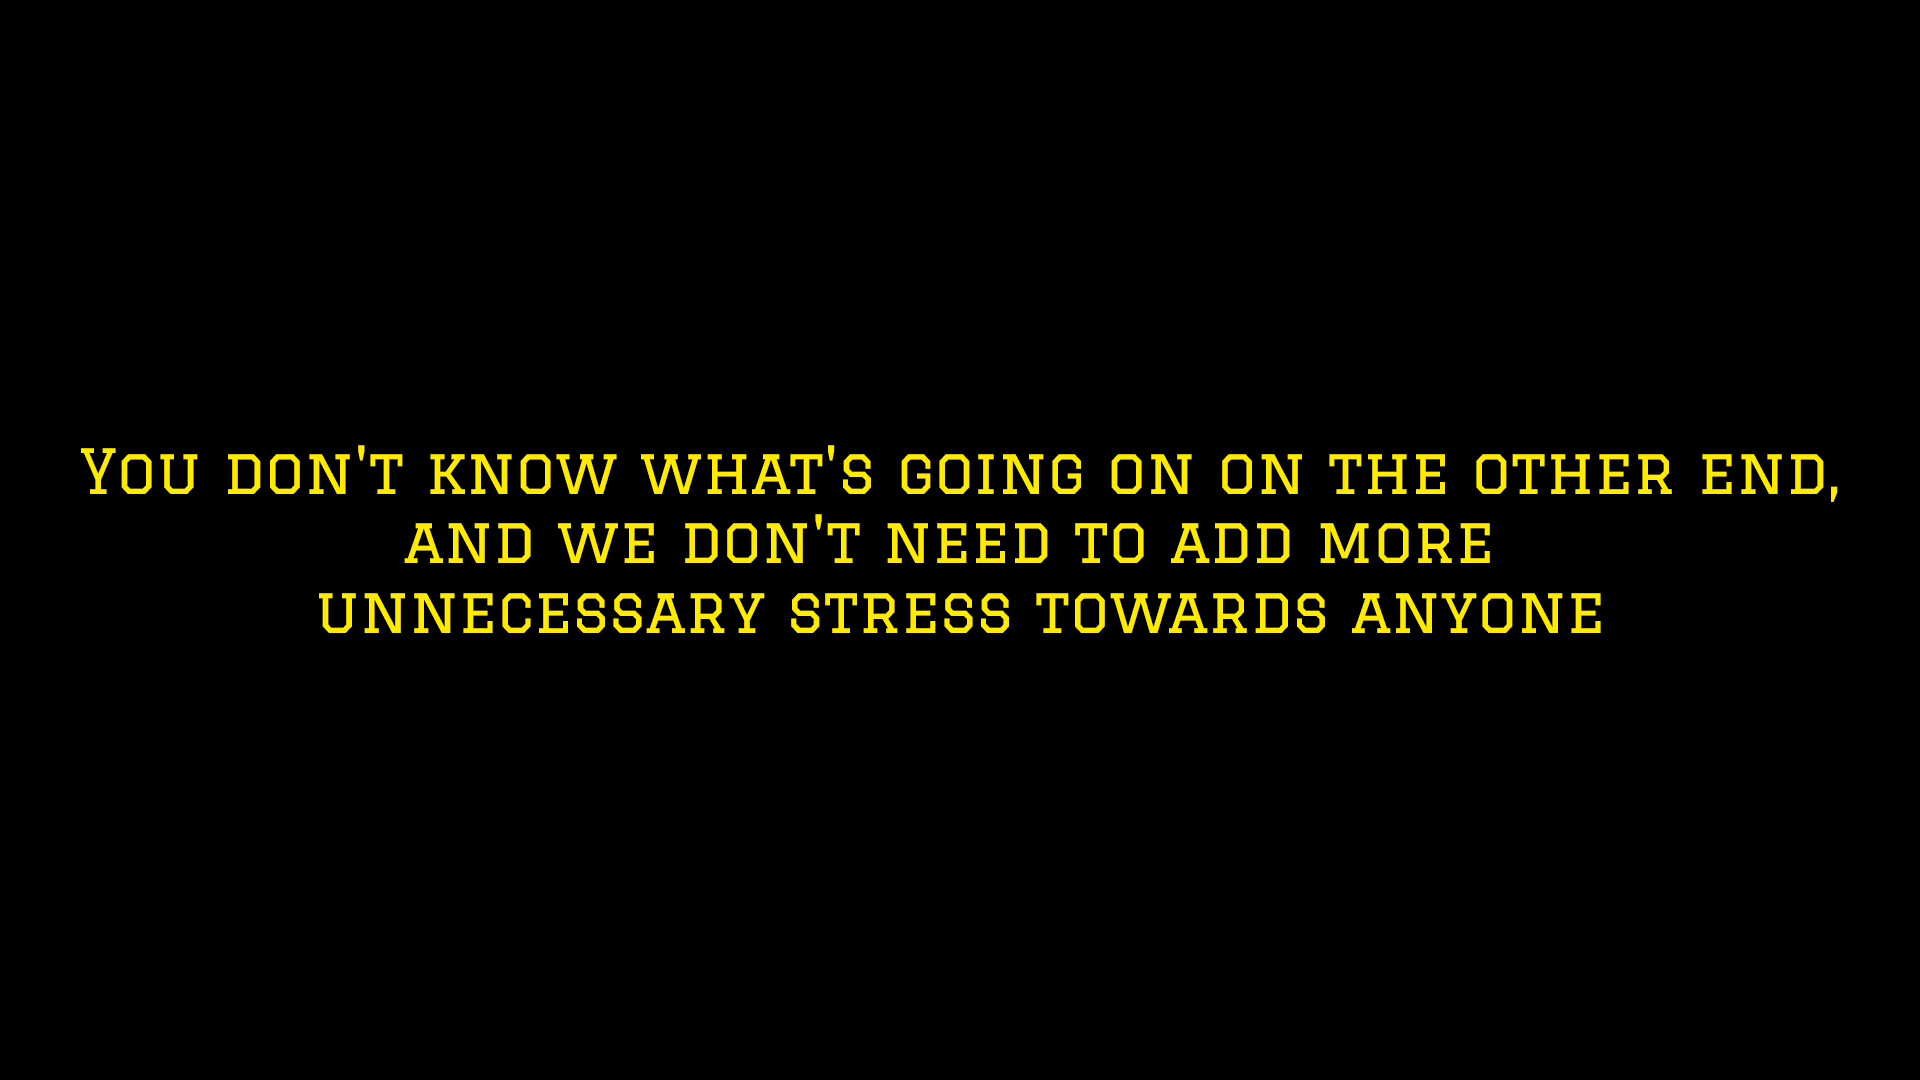 You don't know what's going on on the other end,
and we don't need to add more
unnecessary stress towards anyone